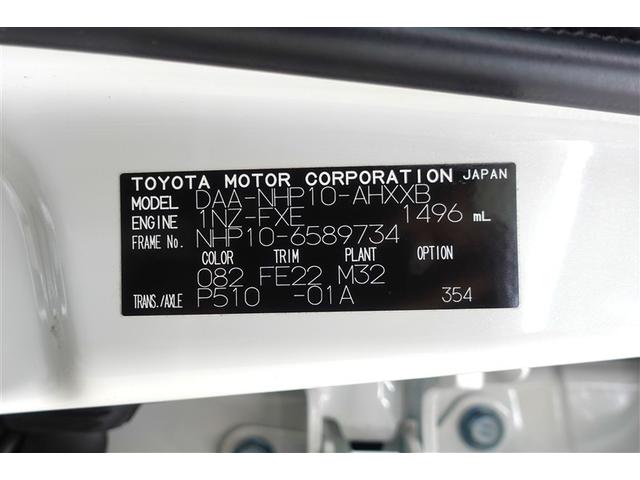 TOYOTA MOTOR CORPORATION JAPAN
MODEL DAA-NHP10-AHXXB
ENGINE 1NZ-FXE 1496 mL
FRAME No. NHP10-6589734
COLOR TRIM PLANT OPTION
082 FE22 M32
TRANS./AXLE P510 -01A 354